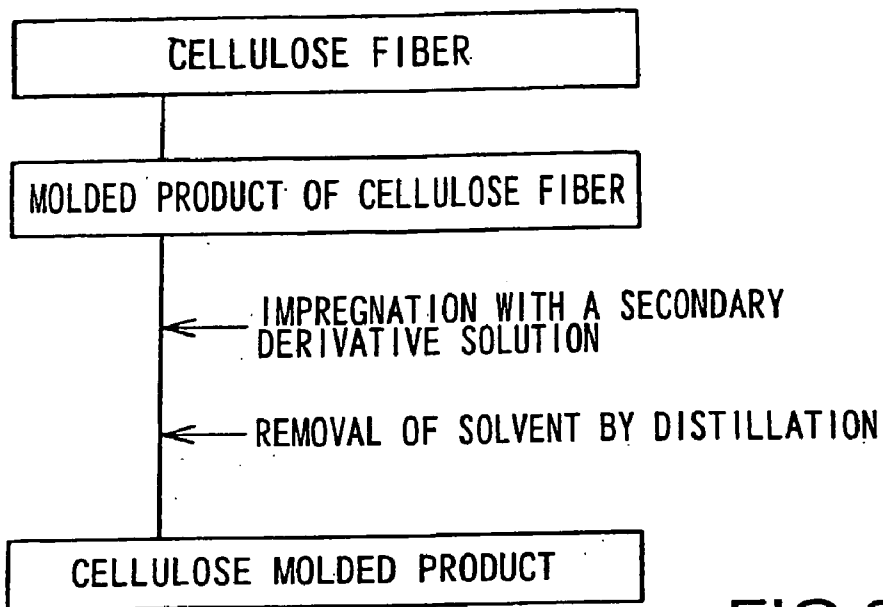 CELLULOSE FIBER
MOLDED PRODUCT OF CELLULOSE FIBER
IMPREGNATION WITH A SECONDARY
DERIVATIVE SOLUTION
REMOVAL OF SOLVENT BY DISTILLATION
CELLULOSE MOLDED PRODUCT